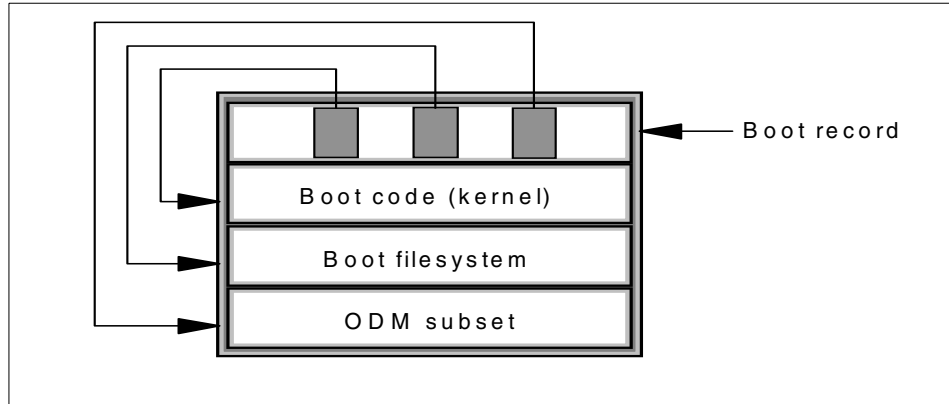 Boot record
Boot code (kernel)
Boot filesystem
ODM subset